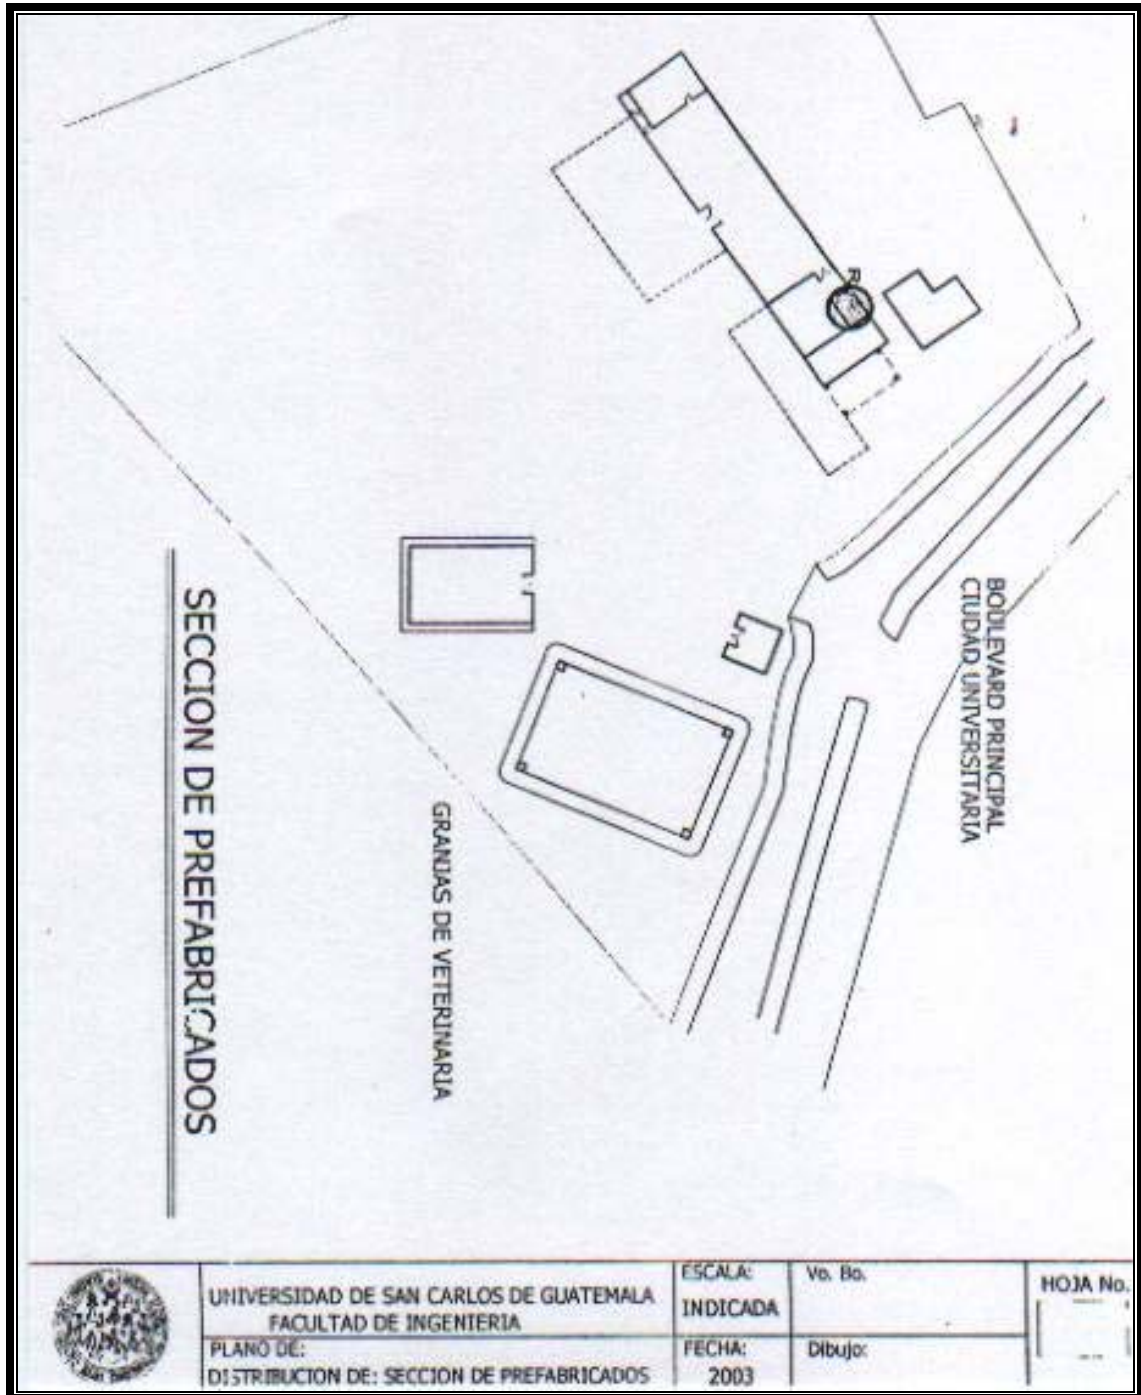 R
BOULEVARD PRINCIPAL
CIUDAD UNIVERSITARIA
GRANJAS DE VETERINARIA
SECCION DE PREFABRICADOS
UNIVERSIDAD DE SAN CARLOS DE GUATEMALA
FACULTAD DE INGENIERIA
PLANO DE:
DISTRIBUCION DE: SECCION DE PREFABRICADOS
ESCALA:
INDICADA
FECHA:
2003
Vo. Bo.
Dibujo:
HOJA No.